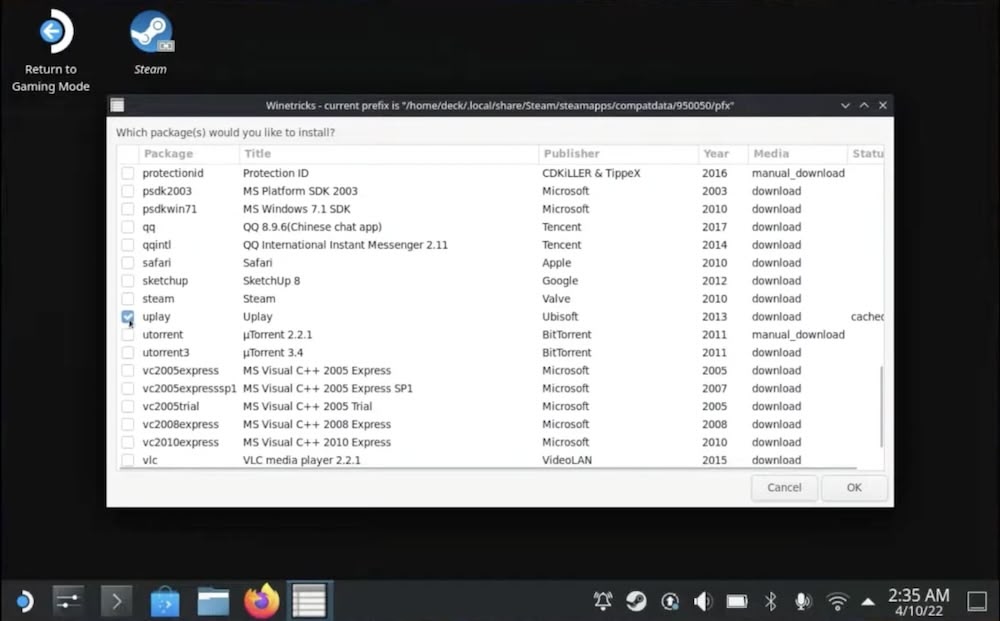 Return to
Gaming Mode
Steam
Winetricks - current prefix is "/home/deck/.local/share/Steam/steamapps/compatdata/950050/pfx"
Which package(s) would you like to install?
Package Title Publisher Year Media Statu
protectionid Protection ID CDKiLLER & TippeX 2016 manual_download
psdk2003 MS Platform SDK 2003 Microsoft 2003 download
psdkwin71 MS Windows 7.1 SDK Microsoft 2010 download
qq QQ 8.9.6(Chinese chat app) Tencent 2017 download
qqintl QQ International Instant Messenger 2.11 Tencent 2014 download
safari Safari Apple 2010 download
sketchup SketchUp 8 Google 2012 download
steam Steam Valve 2010 download
uplay Uplay Ubisoft 2013 download cached
utorrent µTorrent 2.2.1 BitTorrent 2011 manual_download
utorrent3 µTorrent 3.4 BitTorrent 2011 download
vc2005express MS Visual C++ 2005 Express Microsoft 2005 download
vc2005expresssp1 MS Visual C++ 2005 Express SP1 Microsoft 2007 download
vc2005trial MS Visual C++ 2005 Trial Microsoft 2005 download
vc2008express MS Visual C++ 2008 Express Microsoft 2008 download
vc2010express MS Visual C++ 2010 Express Microsoft 2010 download
vlc VLC media player 2.2.1 VideoLAN 2015 download
Cancel OK
2:35 AM
4/10/22